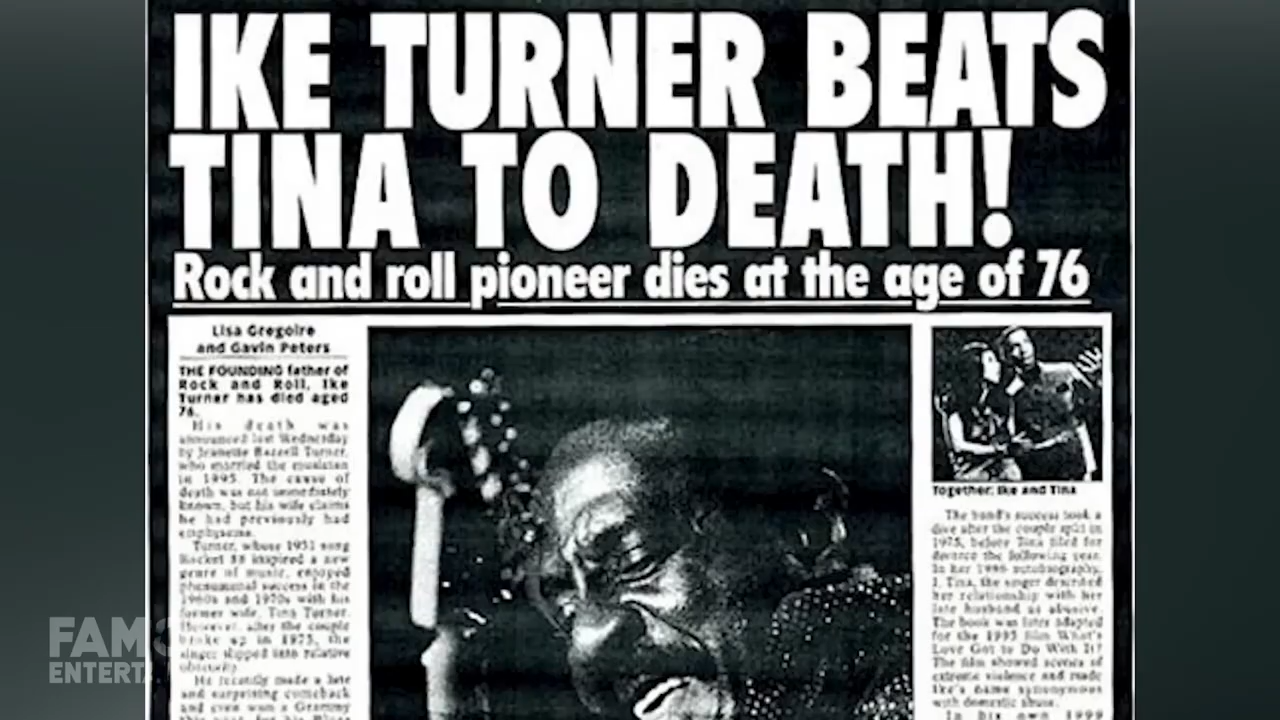 IKE TURNER BEATS
TINA TO DEATH!
Rock and roll pioneer dies at the age of 76
Lisa Gregoire
and Gavin Peters
THE FOUNDING father of
Rock and Roll, Ike
Turner has died aged
76.
His death was
announced last Wednesday
by Jeanette Bazzell Turner,
who married the musician
in 1995. The cause of
death was not immediately
known, but his wife claims
he had previously had
emphysema.
Turner, whose 1951 song
Rocket 88 inspired a new
genre of music, enjoyed
phenomenal success in the
1960s and 1970s with his
former wife, Tina Turner.
However, after the couple
broke up in 1975, the
singer slipped into relative
obscurity.
He recently made a late
and surprising comeback
and even won a Grammy
Together: Ike and Tina
The band's success took a
dive after the couple split in
1975, before Tina filed for
divorce the following year.
In her 1986 autobiography,
I, Tina, the singer described
her relationship with her
late husband as abusive.
The book was later adapted
for the 1993 film What's
Love Got to Do With It?
The film showed scenes of
extreme violence and made
Ike's name synonymous
with domestic abuse.
In his own 1999
FAM
ENTERTA